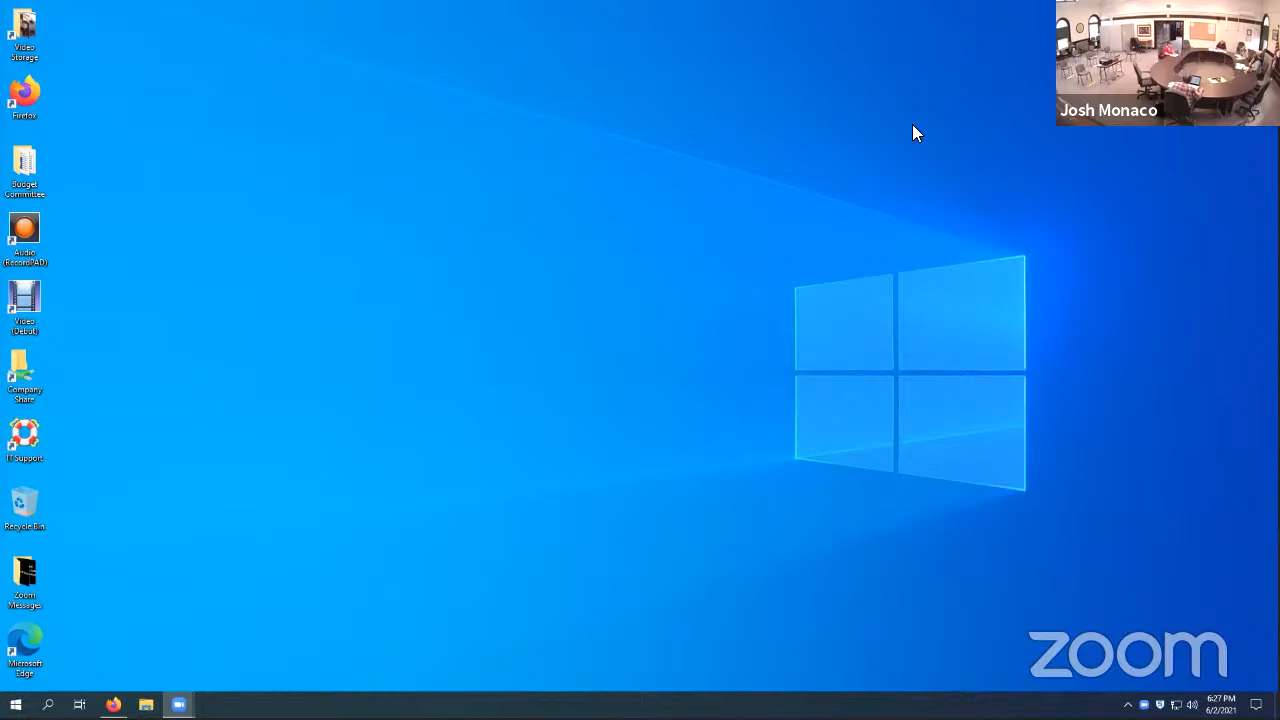 Video
Storage
Firefox
Budget
Committee
Audio
(RecordPAD)
Video
(Debut)
Company
Share
IT Support
Recycle Bin
Zoom
Messages
Microsoft
Edge
Josh Monaco
zoom
6:27 PM
6/2/2021